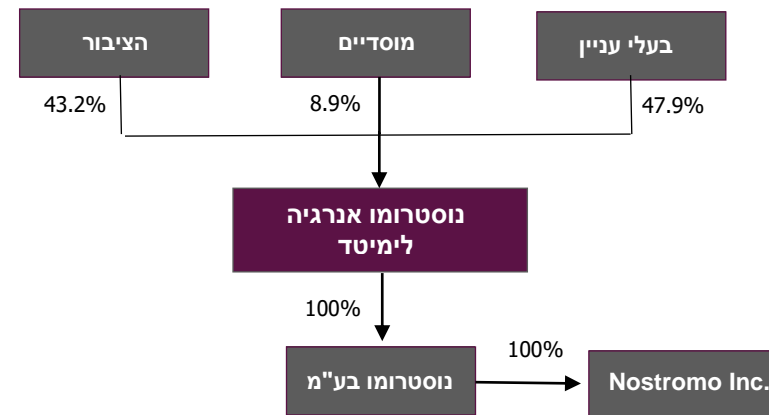 בעלי עניין
מוסדיים
הציבור
47.9%
8.9%
43.2%
נוסטרומו אנרגיה
לימיטד
100%
נוסטרומו בע"מ
100%
Nostromo Inc.